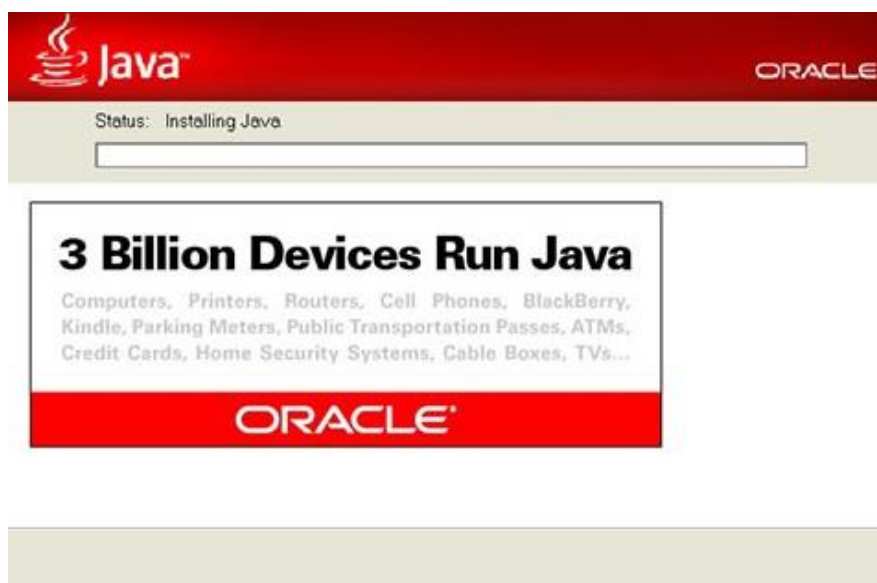 Java™
ORACLE
Status: Installing Java
3 Billion Devices Run Java
Computers, Printers, Routers, Cell Phones, BlackBerry,
Kindle, Parking Meters, Public Transportation Passes, ATMs,
Credit Cards, Home Security Systems, Cable Boxes, TVs...
ORACLE®